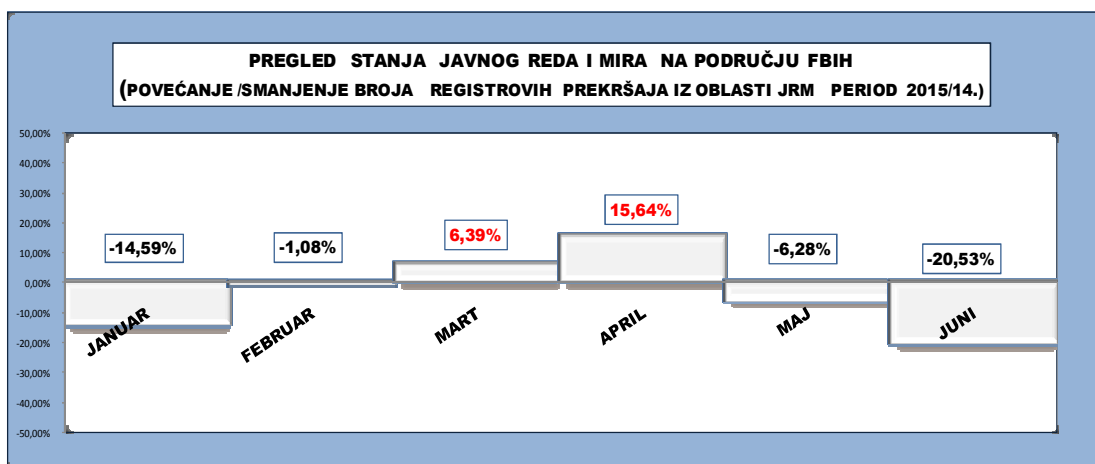 PREGLED STANJA JAVNOG REDA I MIRA NA PODRUČJU FBIH
(POVEĆANJE /SMANJENJE BROJA REGISTROVIH PREKRŠAJA IZ OBLASTI JRM PERIOD 2015/14.)
50,00%
40,00%
30,00%
20,00%
10,00%
0,00%
-10,00%
-20,00%
-30,00%
-40,00%
-50,00%
-14,59%
-1,08%
6,39%
15,64%
-6,28%
-20,53%
JANUAR
FEBRUAR
MART
APRIL
MAJ
JUNI